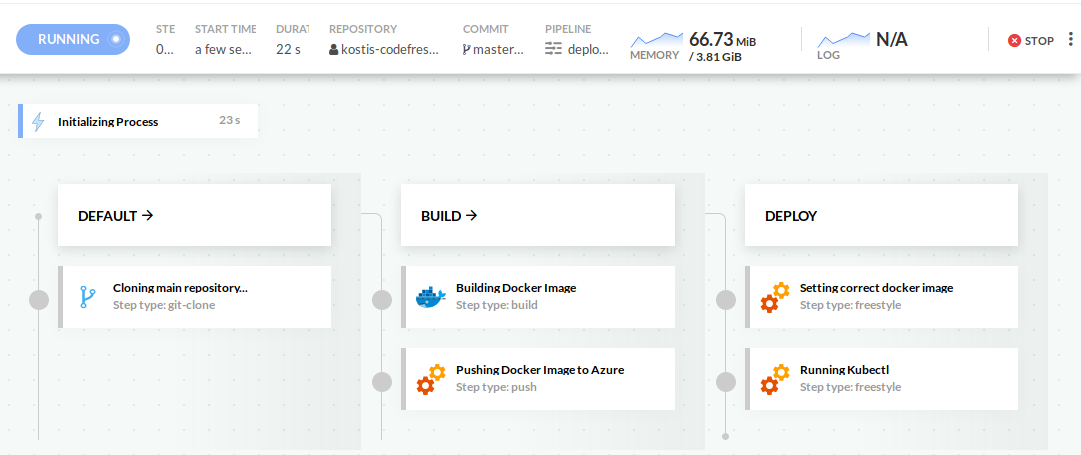 RUNNING
STE
0...
START TIME
a few se...
DURAT
22 s
REPOSITORY
kostis-codefres...
COMMIT
master...
PIPELINE
deplo...
MEMORY
66.73 MiB
/ 3.81 GiB
LOG
N/A
STOP
Initializing Process 23 s
DEFAULT →
Cloning main repository...
Step type: git-clone
BUILD →
Building Docker Image
Step type: build
Pushing Docker Image to Azure
Step type: push
DEPLOY
Setting correct docker image
Step type: freestyle
Running Kubectl
Step type: freestyle